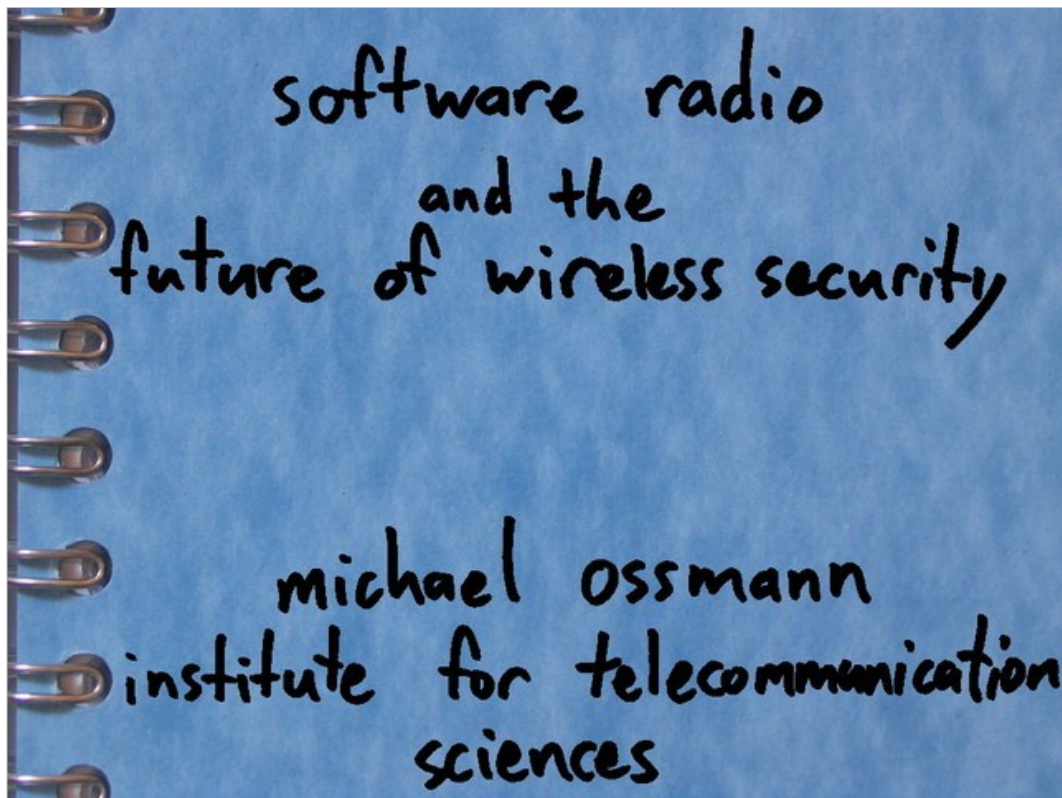 software radio
and the
future of wireless security
michael ossmann
institute for telecommunication
sciences